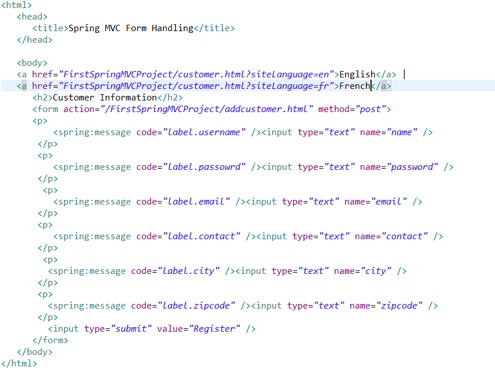 <html>
<head>
<title>Spring MVC Form Handling</title>
</head>
<body>
<a href="FirstSpringMVCProject/customer.html?siteLanguage=en">English</a> |
<a href="FirstSpringMVCProject/customer.html?siteLanguage=fr">French</a>
<h2>Customer Information</h2>
<form action="/FirstSpringMVCProject/addcustomer.html" method="post">
<p>
<spring:message code="label.username" /><input type="text" name="name" />
</p>
<p>
<spring:message code="label.passowrd" /><input type="text" name="password" />
</p>
<p>
<spring:message code="label.email" /><input type="text" name="email" />
</p>
<p>
<spring:message code="label.contact" /><input type="text" name="contact" />
</p>
<p>
<spring:message code="label.city" /><input type="text" name="city" />
</p>
<p>
<spring:message code="label.zipcode" /><input type="text" name="zipcode" />
</p>
<input type="submit" value="Register" />
</form>
</body>
</html>